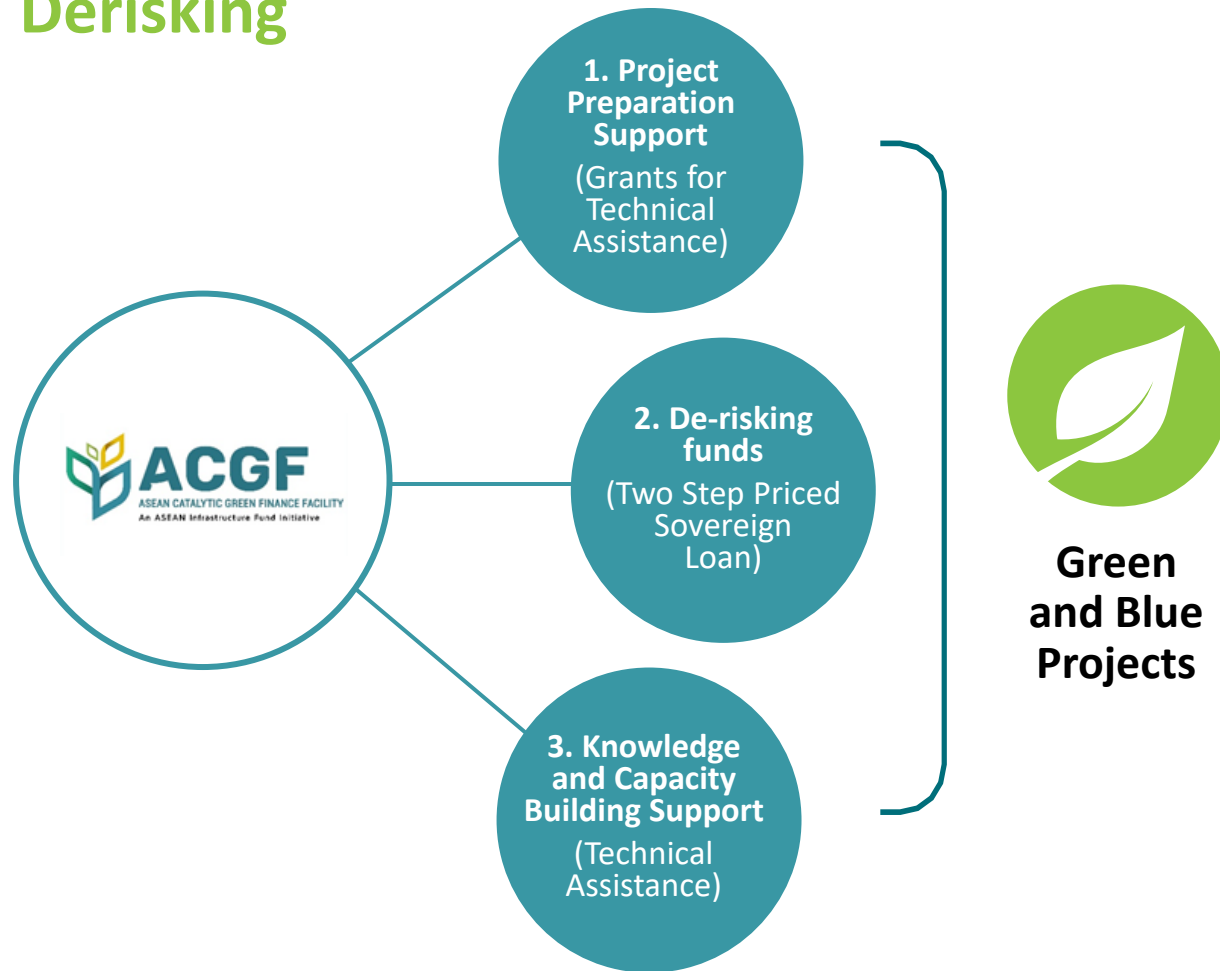 Derisking
1. Project
Preparation
Support
(Grants for
Technical
Assistance)
ACGF
ASEAN CATALYTIC GREEN FINANCE FACILITY
An ASEAN Infrastructure Fund Initiative
2. De-risking
funds
(Two Step Priced
Sovereign
Loan)
3. Knowledge
and Capacity
Building Support
(Technical
Assistance)
Green
and Blue
Projects